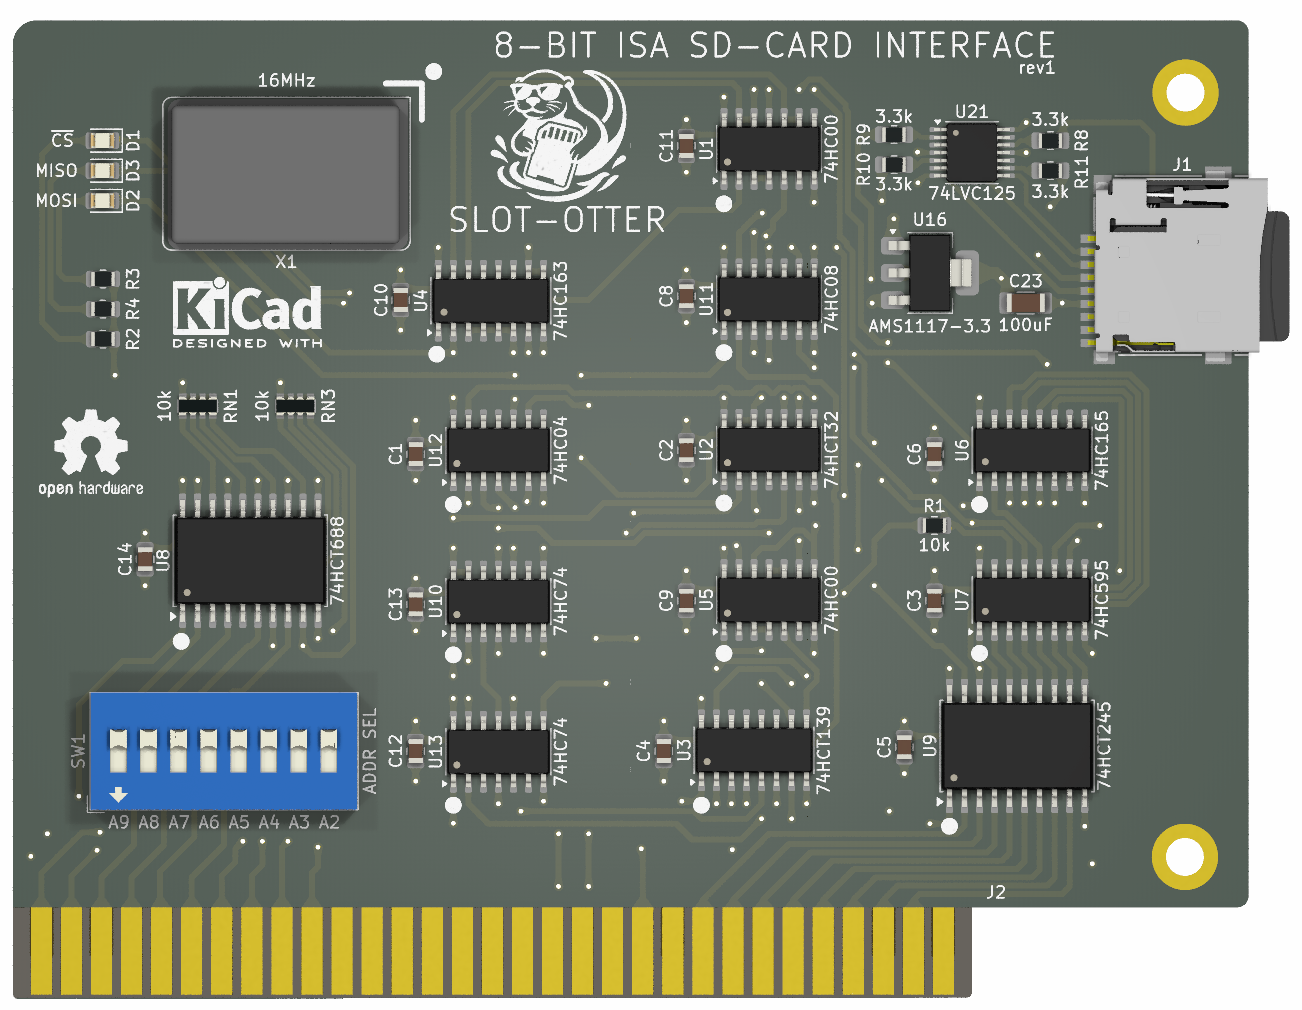 8-BIT ISA SD-CARD INTERFACE
rev1
16MHz
X1
CS
D1
MISO
D3
MOSI
D2
SLOT-OTTER
C11
U1
74HC00
3.3k
R9
R10
3.3k
U21
74LVC125
3.3k
R8
R11
3.3k
J1
U16
AMS1117-3.3
C23
100uF
R3
R4
R2
KiCad
DESIGNED WITH
C10
U4
74HC163
C8
U11
74HC08
10k
RN1
10k
RN3
open hardware
C1
U12
74HC04
C2
U2
74HCT32
C6
U6
74HC165
R1
10k
C14
U8
74HCT688
C13
U10
74HC74
C9
U5
74HC00
C3
U7
74HC595
SW1
ADDR SEL
A9 A8 A7 A6 A5 A4 A3 A2
C12
U13
74HC74
C4
U3
74HCT139
C5
U9
74HCT245
J2